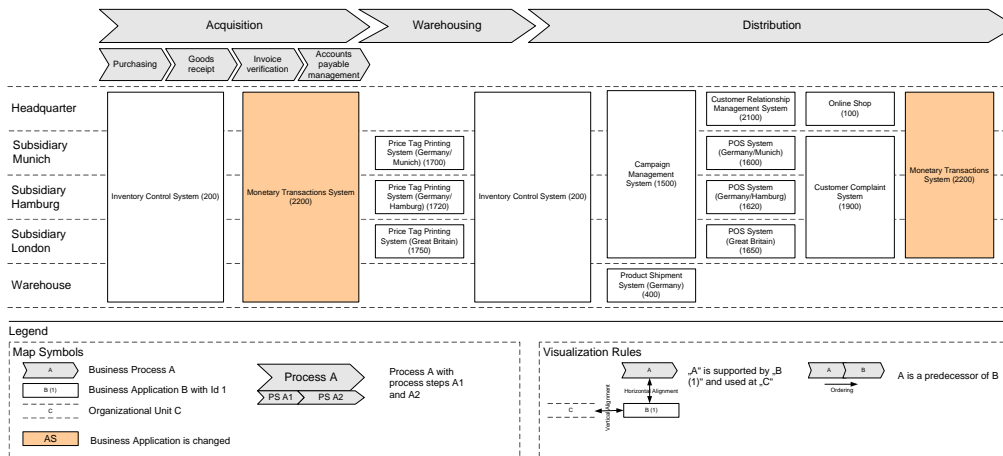 Acquisition
Warehousing
Distribution
Purchasing
Goods
receipt
Invoice
verification
Accounts
payable
management
Headquarter
Subsidiary
Munich
Subsidiary
Hamburg
Subsidiary
London
Warehouse
Inventory Control System (200)
Monetary Transactions System
(2200)
Price Tag Printing
System (Germany/
Munich) (1700)
Price Tag Printing
System (Germany/
Hamburg) (1720)
Price Tag Printing
System (Great Britain)
(1750)
Inventory Control System (200)
Campaign
Management
System (1500)
Product Shipment
System (Germany)
(400)
Customer Relationship
Management System
(2100)
POS System
(Germany/Munich)
(1600)
POS System
(Germany/Hamburg)
(1620)
POS System
(Great Britain)
(1650)
Online Shop
(100)
Customer Complaint
System
(1900)
Monetary Transactions
System (2200)
Legend
Map Symbols
A
Business Process A
B (1)
Business Application B with Id 1
C
Organizational Unit C
AS
Business Application is changed
Process A
PS A1
PS A2
Process A with
process steps A1
and A2
Visualization Rules
A
Horizontal Alignment
C
Vertical Alignment
B (1)
„A“ is supported by „B
(1)“ and used at „C“
A
B
Ordering
A is a predecessor of B